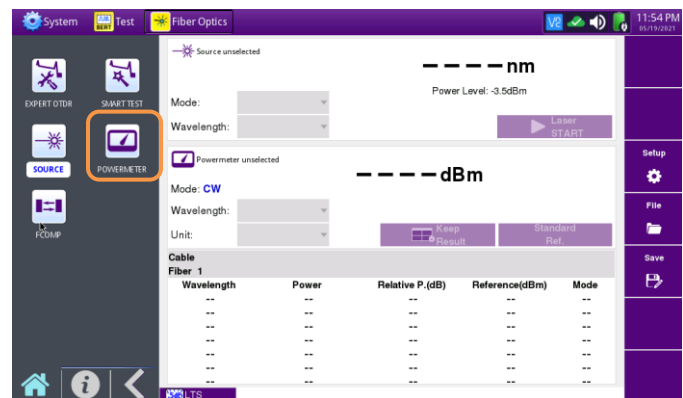 System
Test
Fiber Optics
11:54 PM
05/19/2021
EXPERT OTDR
SMART TEST
SOURCE
POWERMETER
FCOMP
Source unselected
– – – – nm
Power Level: -3.5dBm
Mode:
Wavelength:
Laser START
Powermeter unselected
– – – – dBm
Mode: CW
Wavelength:
Unit:
Keep Result
Standard Ref.
Cable
Fiber 1
Wavelength Power Relative P.(dB) Reference(dBm) Mode
-- -- -- -- --
-- -- -- -- --
-- -- -- -- --
-- -- -- -- --
-- -- -- -- --
-- -- -- -- --
LTS
Setup
File
Save